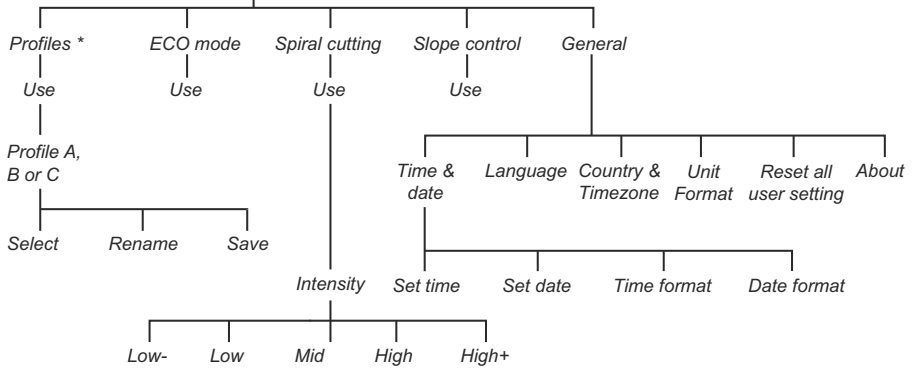 Profiles *
ECO mode
Spiral cutting
Slope control
General
Use
Use
Use
Use
Profile A,
B or C
Time &
date
Language
Country &
Timezone
Unit
Format
Reset all
user setting
About
Select
Rename
Save
Intensity
Set time
Set date
Time format
Date format
Low-
Low
Mid
High
High+